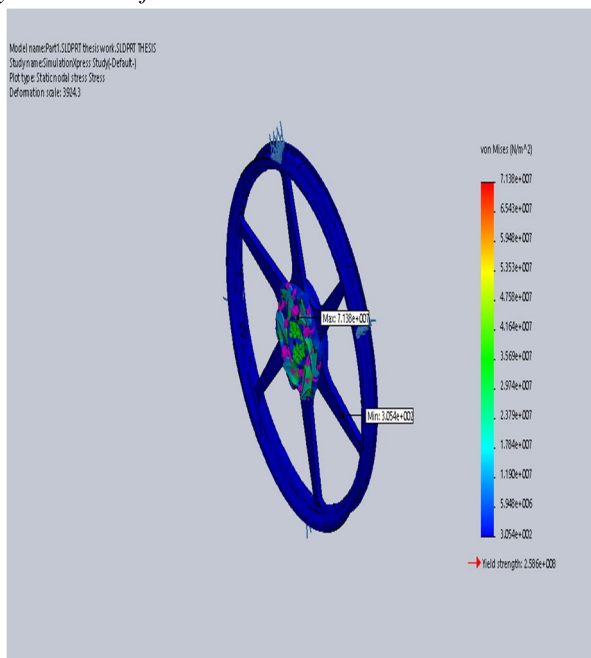 Model name:Part1.SLDPRT thesis work.SLDPRT THESIS
Study name:SimulationXpress Study(-Default-)
Plot type: Static nodal stress Stress
Deformation scale: 3924.3
von Mises (N/m^2)
7.138e+007
6.543e+007
5.948e+007
5.353e+007
4.758e+007
4.164e+007
3.569e+007
2.974e+007
2.379e+007
1.784e+007
1.190e+007
5.948e+006
3.054e+002
Yield strength: 2.586e+008
Max: 7.138e+007
Min: 3.054e+002